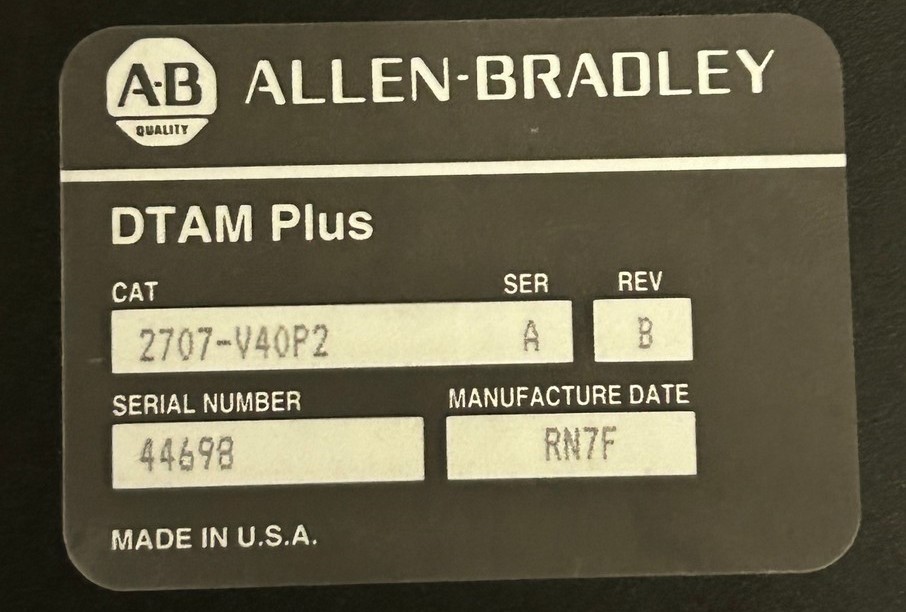 A-B
QUALITY
ALLEN-BRADLEY
DTAM Plus
CAT SER REV
2707-V40P2 A B
SERIAL NUMBER MANUFACTURE DATE
44698 RN7F
MADE IN U.S.A.